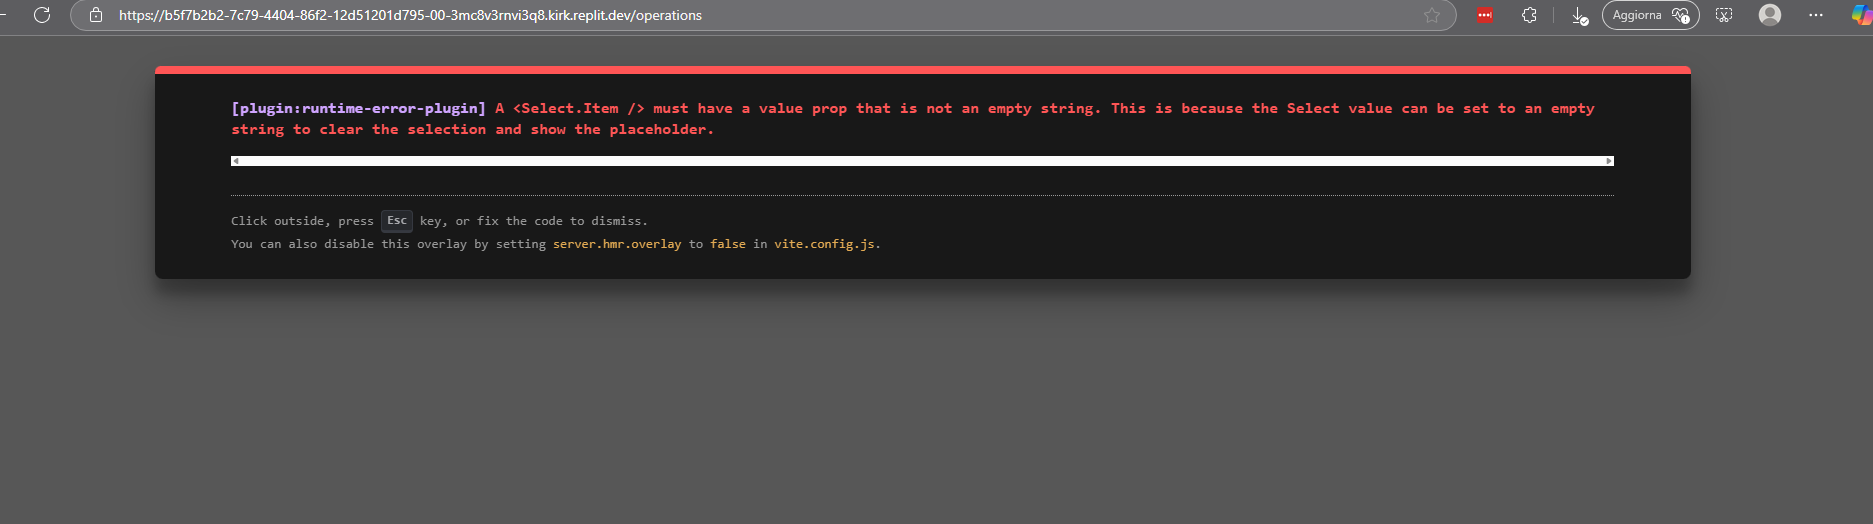 https://b5f7b2b2-7c79-4404-86f2-12d51201d795-00-3mc8v3rnvi3q8.kirk.replit.dev/operations
Aggiorna
[plugin:runtime-error-plugin] A <Select.Item /> must have a value prop that is not an empty string. This is because the Select value can be set to an empty
string to clear the selection and show the placeholder.
Click outside, press Esc key, or fix the code to dismiss.
You can also disable this overlay by setting server.hmr.overlay to false in vite.config.js.